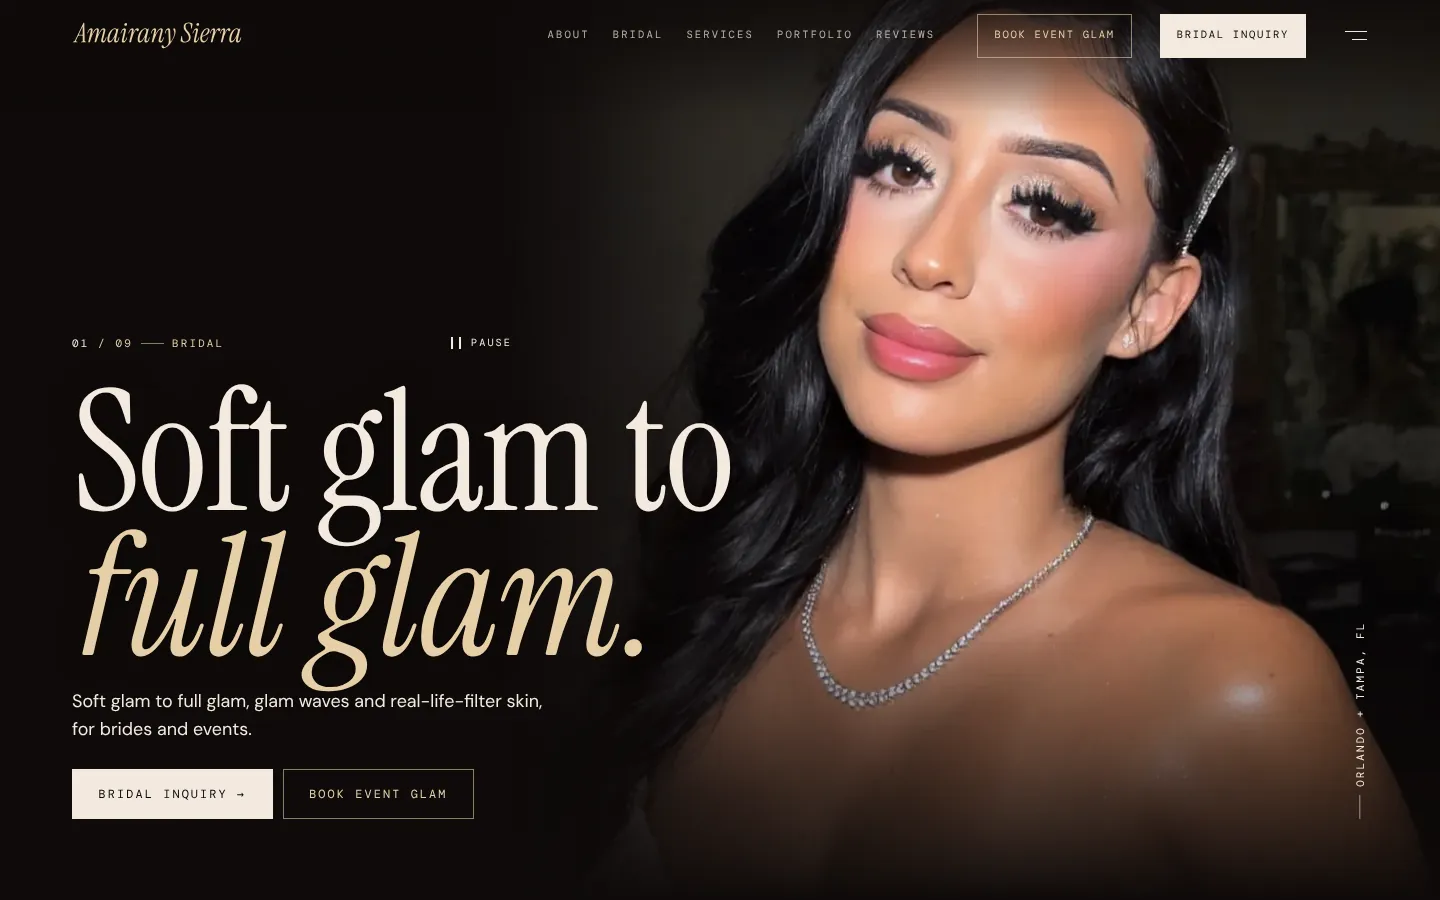 Amairany Sierra
ABOUT BRIDAL SERVICES PORTFOLIO REVIEWS
BOOK EVENT GLAM
BRIDAL INQUIRY
01 / 09 — BRIDAL
PAUSE
Soft glam to
full glam.
Soft glam to full glam, glam waves and real-life-filter skin,
for brides and events.
BRIDAL INQUIRY →
BOOK EVENT GLAM
ORLANDO + TAMPA, FL